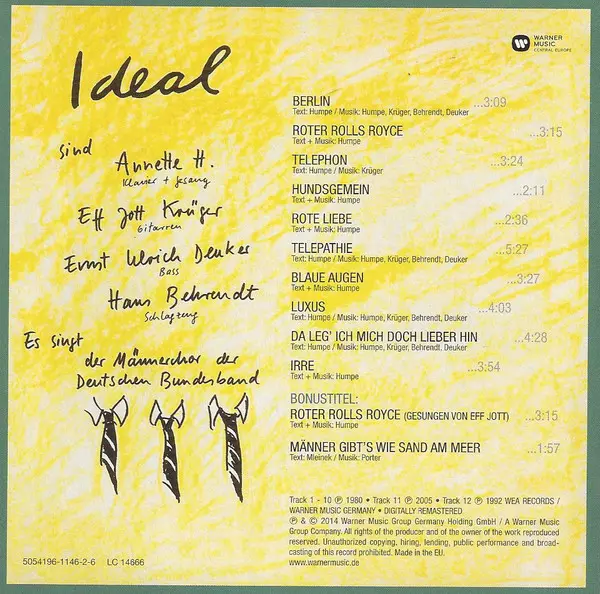 Ideal
sind
Annette H.
Klavier + Gesang
Eff Jott Krüger
Gitarren
Ernst Ulrich Deuker
Bass
Hans Behrendt
Schlagzeug
Es singt
der Männerchor der
Deutschen Bundesband
5054196-1146-2-6 LC 14666
WARNER
MUSIC
CENTRAL EUROPE
BERLIN ...3:09
Text: Humpe / Musik: Humpe, Krüger, Behrendt, Deuker
ROTER ROLLS ROYCE ...3:15
Text + Musik: Humpe
TELEPHON ...3:24
Text: Humpe / Musik: Krüger
HUNDSGEMEIN ...2:11
Text + Musik: Humpe
ROTE LIEBE ...2:36
Text + Musik: Humpe
TELEPATHIE ...5:27
Text: Humpe / Musik: Humpe, Krüger, Behrendt, Deuker
BLAUE AUGEN ...3:27
Text + Musik: Humpe
LUXUS ...4:03
Text: Humpe / Musik: Humpe, Krüger, Behrendt, Deuker
DA LEG' ICH MICH DOCH LIEBER HIN ...4:28
Text: Humpe / Musik: Humpe, Krüger, Behrendt, Deuker
IRRE ...3:54
Text + Musik: Humpe
BONUSTITEL:
ROTER ROLLS ROYCE (GESUNGEN VON EFF JOTT) ...3:15
Text + Musik: Humpe
MÄNNER GIBT'S WIE SAND AM MEER ...1:57
Text: Mleinek / Musik: Porter
Track 1 - 10 ℗ 1980 • Track 11 ℗ 2005 • Track 12 ℗ 1992 WEA RECORDS /
WARNER MUSIC GERMANY • DIGITALLY REMASTERED
℗ & © 2014 Warner Music Group Germany Holding GmbH / A Warner Music
Group Company. All rights of the producer and of the owner of the work reproduced
reserved. Unauthorized copying, hiring, lending, public performance and broad-
casting of this record prohibited. Made in the EU.
www.warnermusic.de